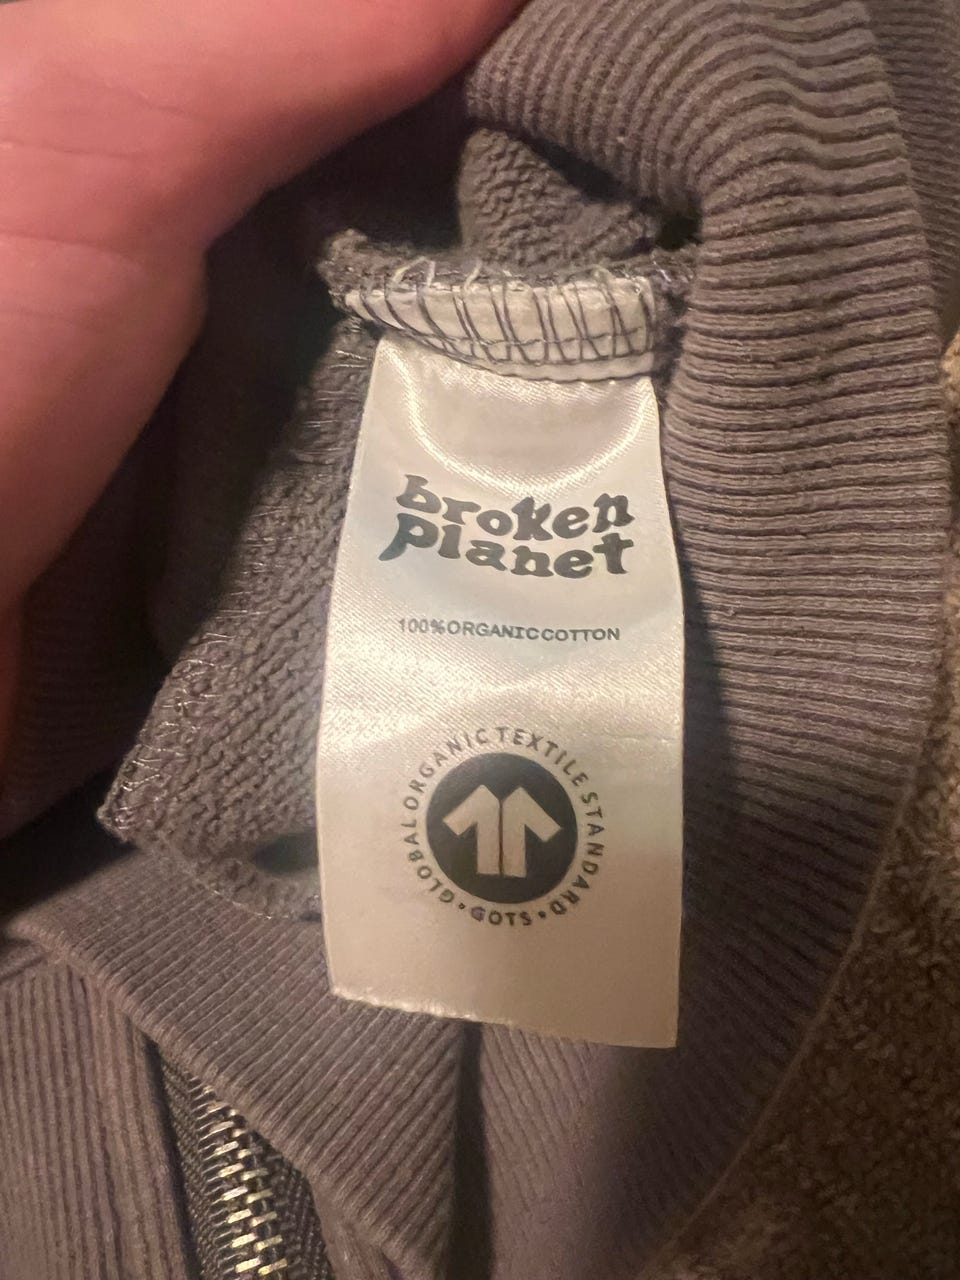 broken
planet
100%ORGANICCOTTON
GLOBAL ORGANIC TEXTILE STANDARD • GOTS •